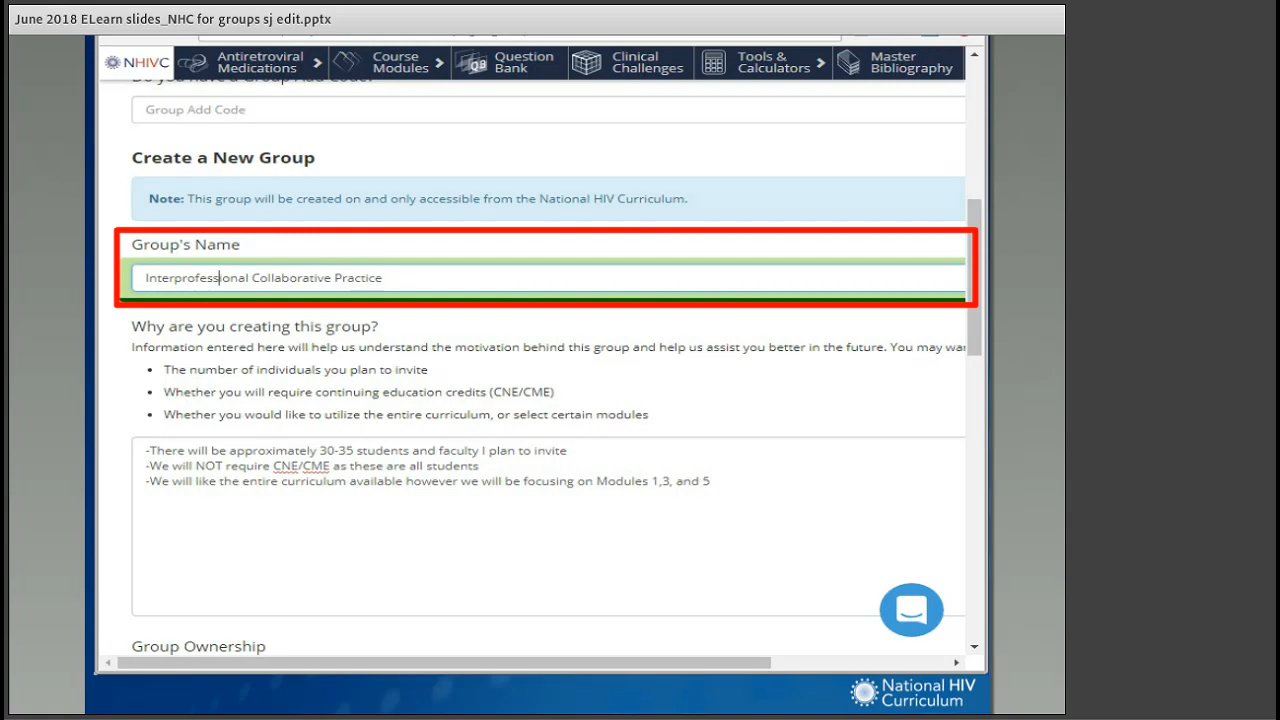 June 2018 ELearn slides_NHC for groups sj edit.pptx
NHIVC
Antiretroviral
Medications
Course
Modules
QB
Question
Bank
Clinical
Challenges
Tools &
Calculators
Master
Bibliography
Do you have a Group Add Code?
Group Add Code
Create a New Group
Note: This group will be created on and only accessible from the National HIV Curriculum.
Group's Name
Interprofessional Collaborative Practice
Why are you creating this group?
Information entered here will help us understand the motivation behind this group and help us assist you better in the future. You may
• The number of individuals you plan to invite
• Whether you will require continuing education credits (CNE/CME)
• Whether you would like to utilize the entire curriculum, or select certain modules
-There will be approximately 30-35 students and faculty I plan to invite
-We will NOT require CNE/CME as these are all students
-We will like the entire curriculum available however we will be focusing on Modules 1,3, and 5
Group Ownership
National HIV
Curriculum